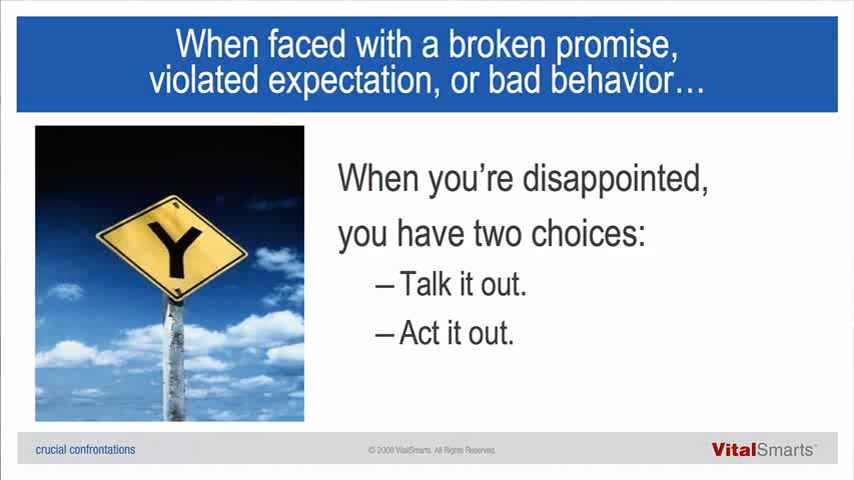 When faced with a broken promise,
violated expectation, or bad behavior…
Y
When you're disappointed,
you have two choices:
– Talk it out.
– Act it out.
crucial confrontations
© 2008 VitalSmarts. All Rights Reserved.
VitalSmarts